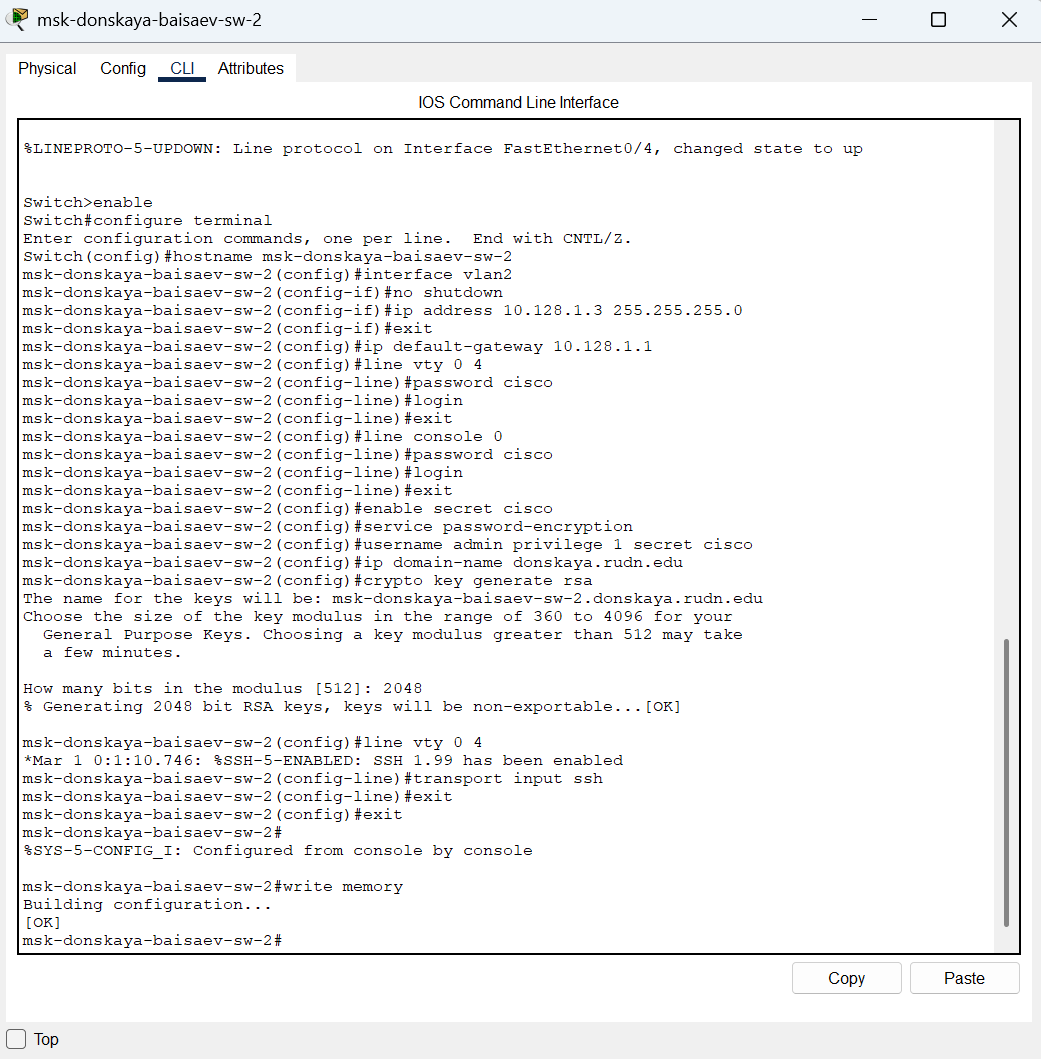 msk-donskaya-baisaev-sw-2
Physical Config CLI Attributes
IOS Command Line Interface
%LINEPROTO-5-UPDOWN: Line protocol on Interface FastEthernet0/4, changed state to up
Switch>enable
Switch#configure terminal
Enter configuration commands, one per line.  End with CNTL/Z.
Switch(config)#hostname msk-donskaya-baisaev-sw-2
msk-donskaya-baisaev-sw-2(config)#interface vlan2
msk-donskaya-baisaev-sw-2(config-if)#no shutdown
msk-donskaya-baisaev-sw-2(config-if)#ip address 10.128.1.3 255.255.255.0
msk-donskaya-baisaev-sw-2(config-if)#exit
msk-donskaya-baisaev-sw-2(config)#ip default-gateway 10.128.1.1
msk-donskaya-baisaev-sw-2(config)#line vty 0 4
msk-donskaya-baisaev-sw-2(config-line)#password cisco
msk-donskaya-baisaev-sw-2(config-line)#login
msk-donskaya-baisaev-sw-2(config-line)#exit
msk-donskaya-baisaev-sw-2(config)#line console 0
msk-donskaya-baisaev-sw-2(config-line)#password cisco
msk-donskaya-baisaev-sw-2(config-line)#login
msk-donskaya-baisaev-sw-2(config-line)#exit
msk-donskaya-baisaev-sw-2(config)#enable secret cisco
msk-donskaya-baisaev-sw-2(config)#service password-encryption
msk-donskaya-baisaev-sw-2(config)#username admin privilege 1 secret cisco
msk-donskaya-baisaev-sw-2(config)#ip domain-name donskaya.rudn.edu
msk-donskaya-baisaev-sw-2(config)#crypto key generate rsa
The name for the keys will be: msk-donskaya-baisaev-sw-2.donskaya.rudn.edu
Choose the size of the key modulus in the range of 360 to 4096 for your
General Purpose Keys. Choosing a key modulus greater than 512 may take
a few minutes.
How many bits in the modulus [512]: 2048
% Generating 2048 bit RSA keys, keys will be non-exportable...[OK]
msk-donskaya-baisaev-sw-2(config)#line vty 0 4
*Mar 1 0:1:10.746: %SSH-5-ENABLED: SSH 1.99 has been enabled
msk-donskaya-baisaev-sw-2(config-line)#transport input ssh
msk-donskaya-baisaev-sw-2(config-line)#exit
msk-donskaya-baisaev-sw-2(config)#exit
msk-donskaya-baisaev-sw-2#
%SYS-5-CONFIG_I: Configured from console by console
msk-donskaya-baisaev-sw-2#write memory
Building configuration...
[OK]
msk-donskaya-baisaev-sw-2#
Copy Paste
Top